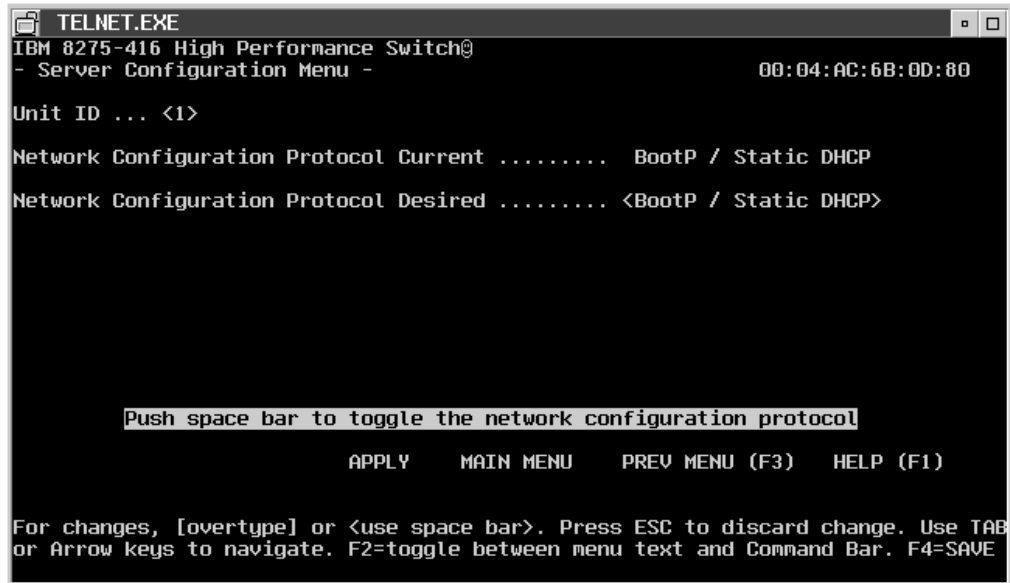 TELNET.EXE
IBM 8275-416 High Performance Switch
- Server Configuration Menu - 00:04:AC:6B:0D:80
Unit ID ... <1>
Network Configuration Protocol Current ......... BootP / Static DHCP
Network Configuration Protocol Desired ......... <BootP / Static DHCP>
Push space bar to toggle the network configuration protocol
APPLY MAIN MENU PREV MENU (F3) HELP (F1)
For changes, [overtype] or <use space bar>. Press ESC to discard change. Use TAB
or Arrow keys to navigate. F2=toggle between menu text and Command Bar. F4=SAVE